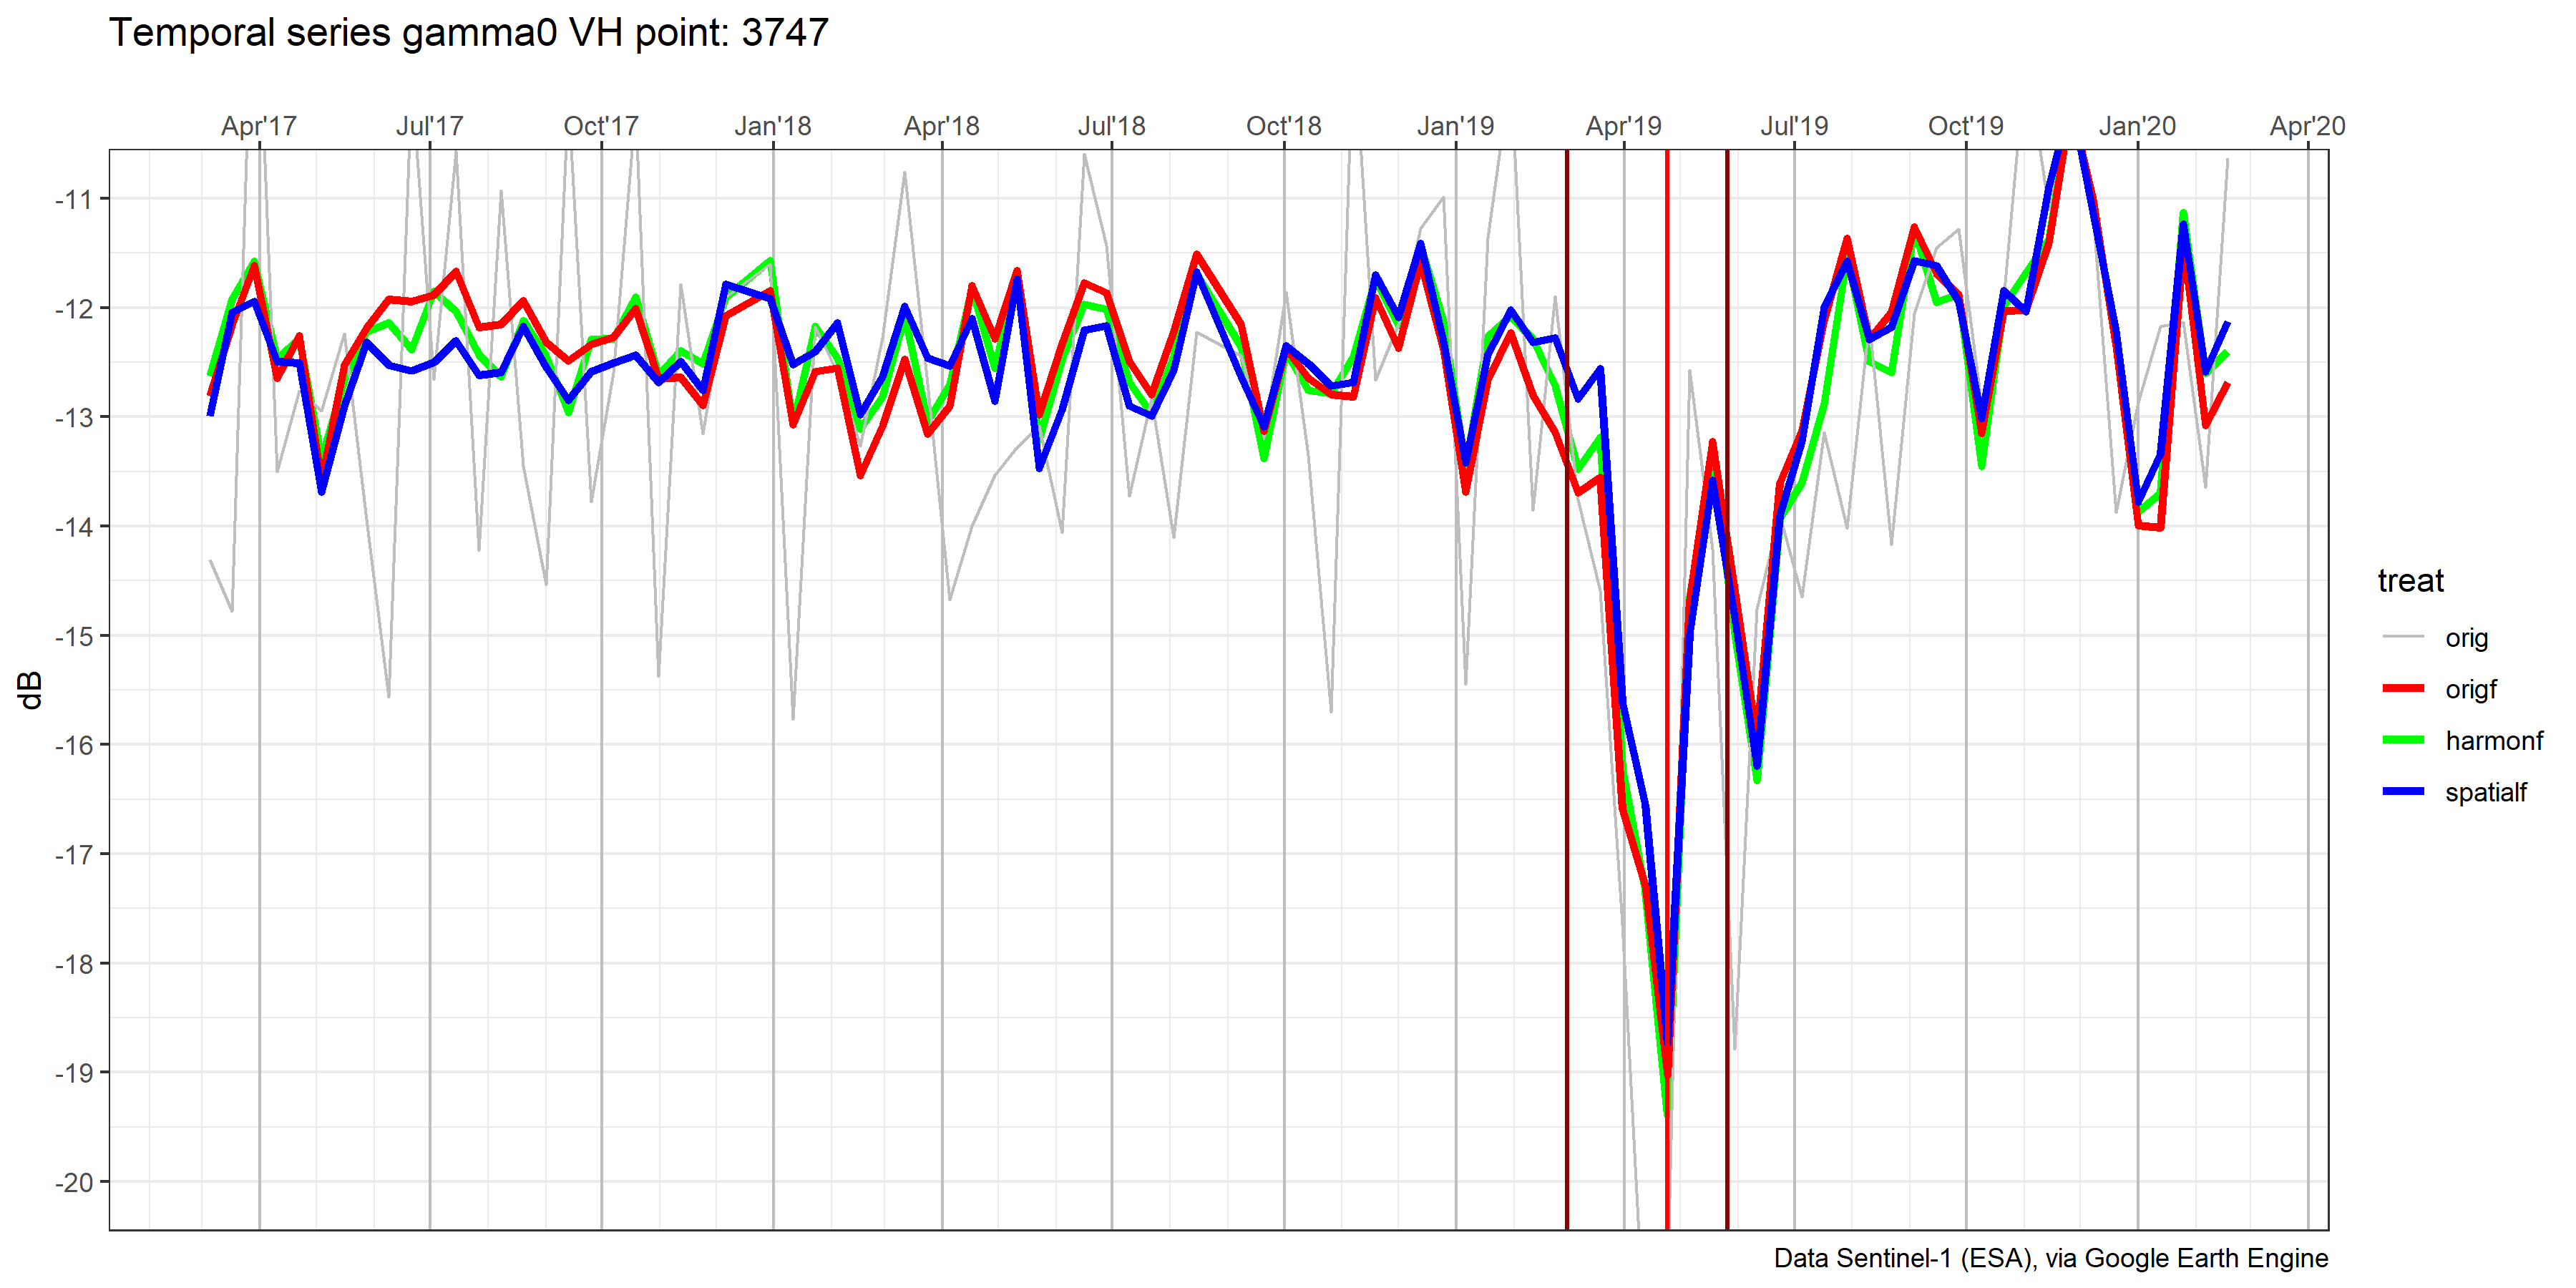 Temporal series gamma0 VH point: 3747
Apr'17 Jul'17 Oct'17 Jan'18 Apr'18 Jul'18 Oct'18 Jan'19 Apr'19 Jul'19 Oct'19 Jan'20 Apr'20
-11
-12
-13
-14
-15
-16
-17
-18
-19
-20
dB
treat
orig
origf
harmonf
spatialf
Data Sentinel-1 (ESA), via Google Earth Engine